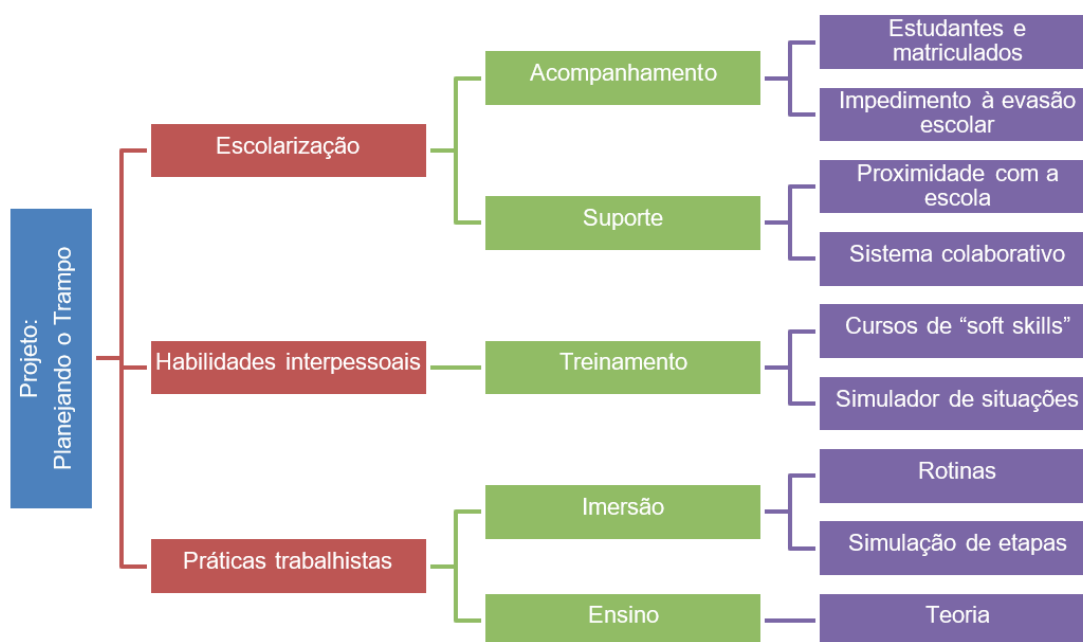 Projeto:
Planejando o Trampo
Escolarização
Acompanhamento
Estudantes e
matriculados
Impedimento à evasão
escolar
Suporte
Proximidade com a
escola
Sistema colaborativo
Habilidades interpessoais
Treinamento
Cursos de “soft skills”
Simulador de situações
Práticas trabalhistas
Imersão
Rotinas
Simulação de etapas
Ensino
Teoria